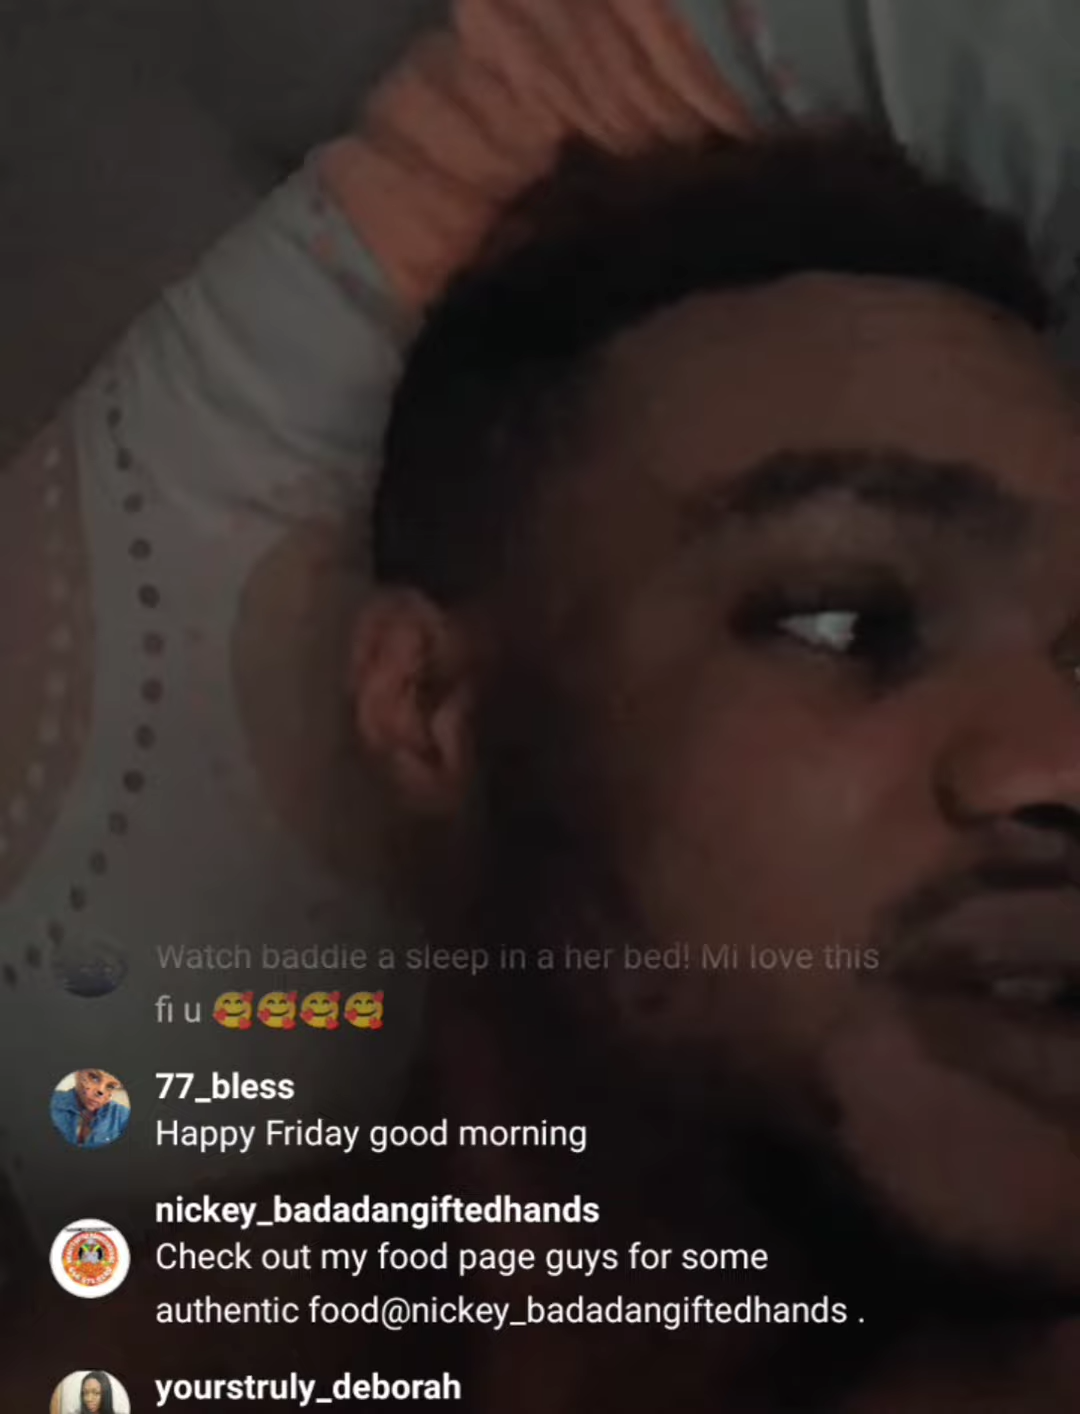 Watch baddie a sleep in a her bed! Mi love this
fi u 🥰🥰🥰🥰
77_bless
Happy Friday good morning
nickey_badadangiftedhands
Check out my food page guys for some
authentic food@nickey_badadangiftedhands .
yourstruly_deborah